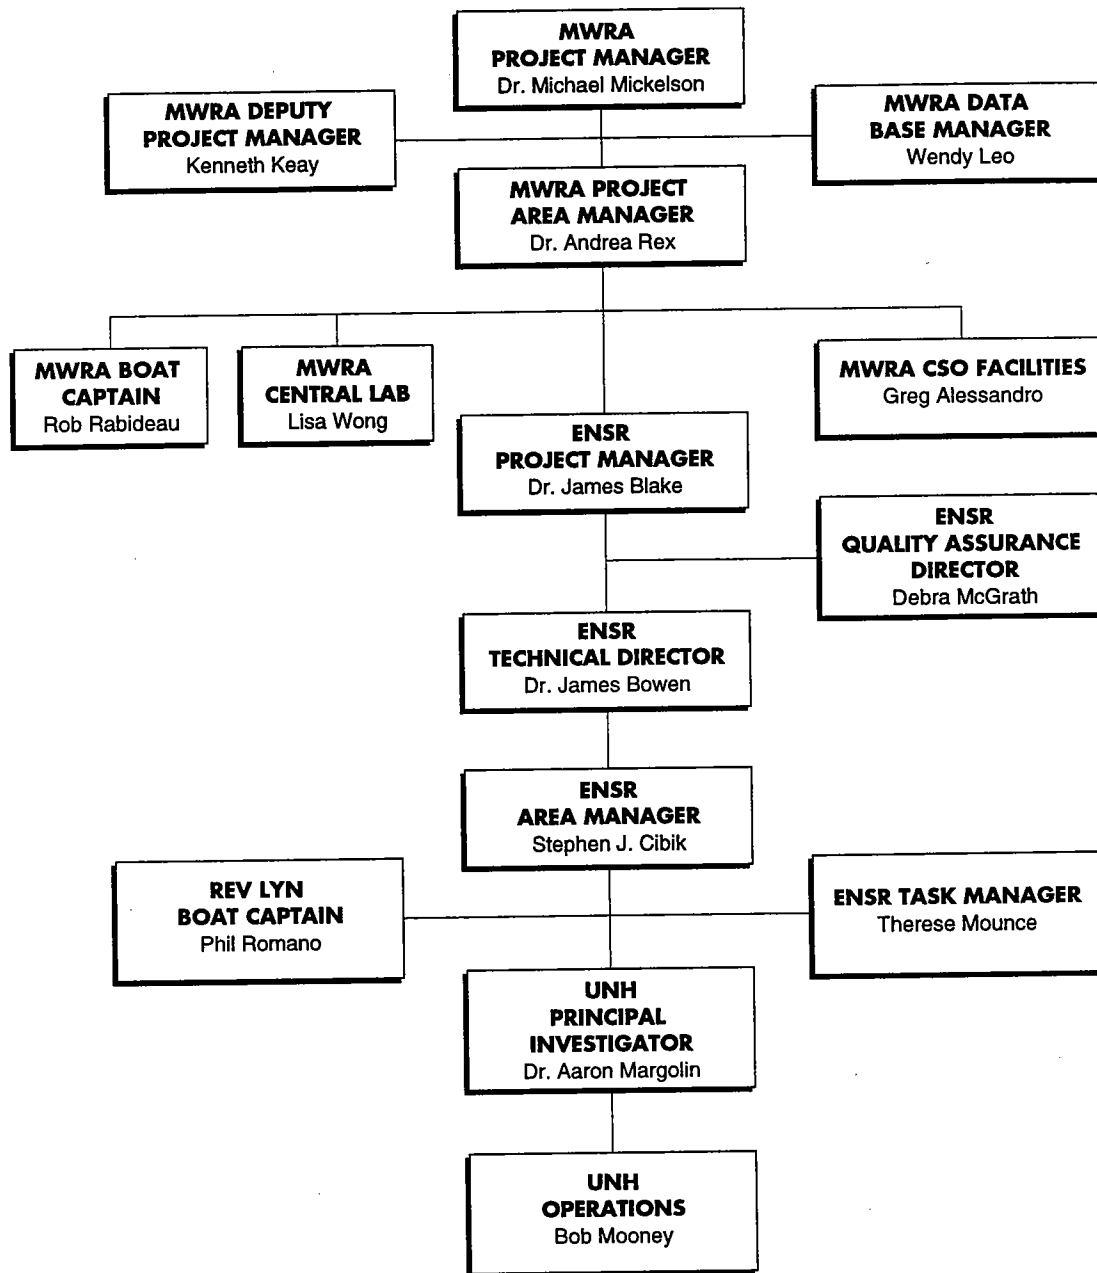 MWRA
PROJECT MANAGER
Dr. Michael Mickelson
MWRA DEPUTY
PROJECT MANAGER
Kenneth Keay
MWRA DATA
BASE MANAGER
Wendy Leo
MWRA PROJECT
AREA MANAGER
Dr. Andrea Rex
MWRA BOAT
CAPTAIN
Rob Rabideau
MWRA
CENTRAL LAB
Lisa Wong
MWRA CSO FACILITIES
Greg Alessandro
ENSR
PROJECT MANAGER
Dr. James Blake
ENSR
QUALITY ASSURANCE
DIRECTOR
Debra McGrath
ENSR
TECHNICAL DIRECTOR
Dr. James Bowen
ENSR
AREA MANAGER
Stephen J. Cibik
REV LYN
BOAT CAPTAIN
Phil Romano
ENSR TASK MANAGER
Therese Mounce
UNH
PRINCIPAL
INVESTIGATOR
Dr. Aaron Margolin
UNH
OPERATIONS
Bob Mooney